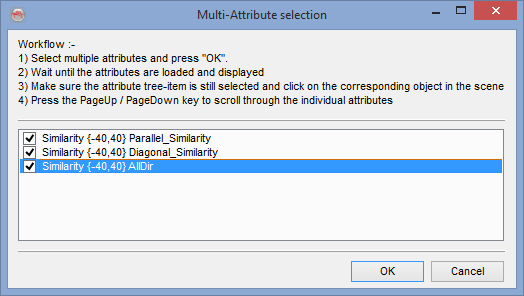 Multi-Attribute selection
Workflow :-
1) Select multiple attributes and press "OK".
2) Wait until the attributes are loaded and displayed
3) Make sure the attribute tree-item is still selected and click on the corresponding object in the scene
4) Press the PageUp / PageDown key to scroll through the individual attributes
Similarity {-40,40} Parallel_Similarity
Similarity {-40,40} Diagonal_Similarity
Similarity {-40,40} AllDir
OK
Cancel